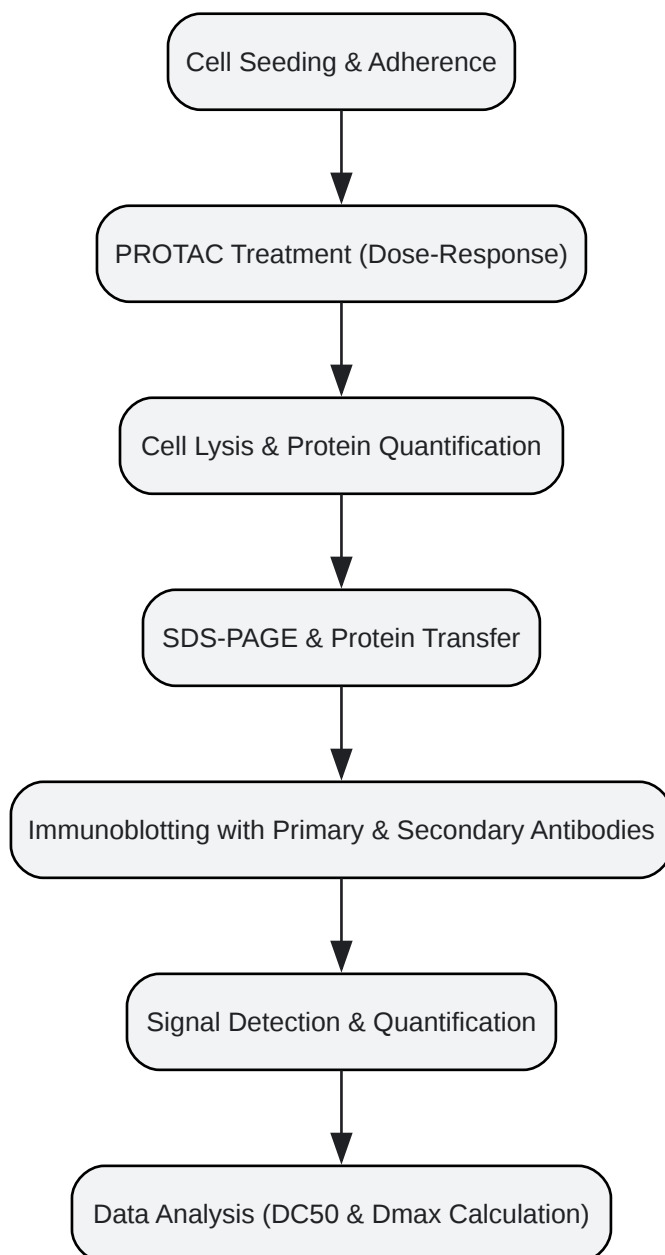 Cell Seeding & Adherence
PROTAC Treatment (Dose-Response)
Cell Lysis & Protein Quantification
SDS-PAGE & Protein Transfer
Immunoblotting with Primary & Secondary Antibodies
Signal Detection & Quantification
Data Analysis (DC50 & Dmax Calculation)